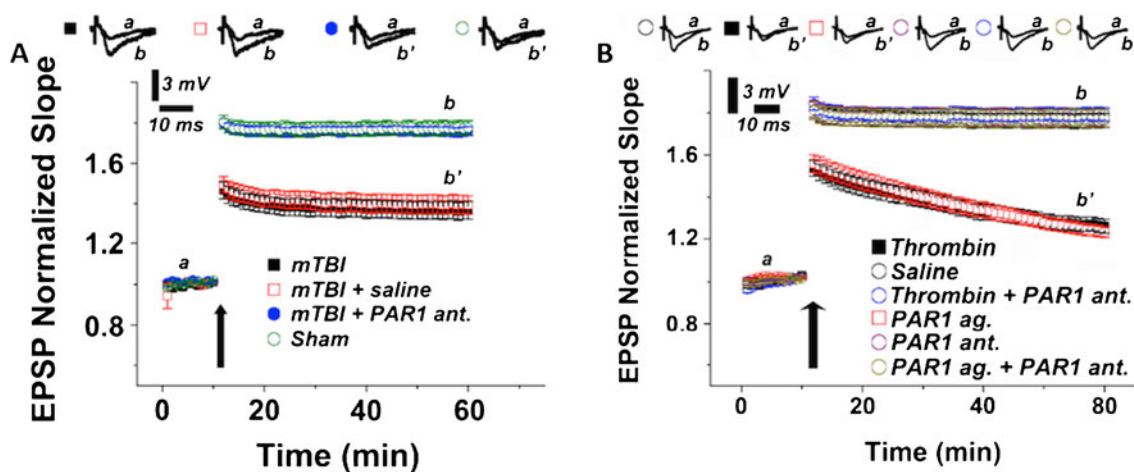 A
a
b
a
b
a
b'
a
b'
3 mV
10 ms
b
b'
a
EPSP Normalized Slope
1.6
1.2
0.8
mTBI
mTBI + saline
mTBI + PAR1 ant.
Sham
0
20
40
60
Time (min)
B
a
b
a
b'
a
b'
a
b
a
b
a
b
3 mV
10 ms
b
b'
a
EPSP Normalized Slope
1.6
1.2
0.8
Thrombin
Saline
Thrombin + PAR1 ant.
PAR1 ag.
PAR1 ant.
PAR1 ag. + PAR1 ant.
0
20
40
60
80
Time (min)